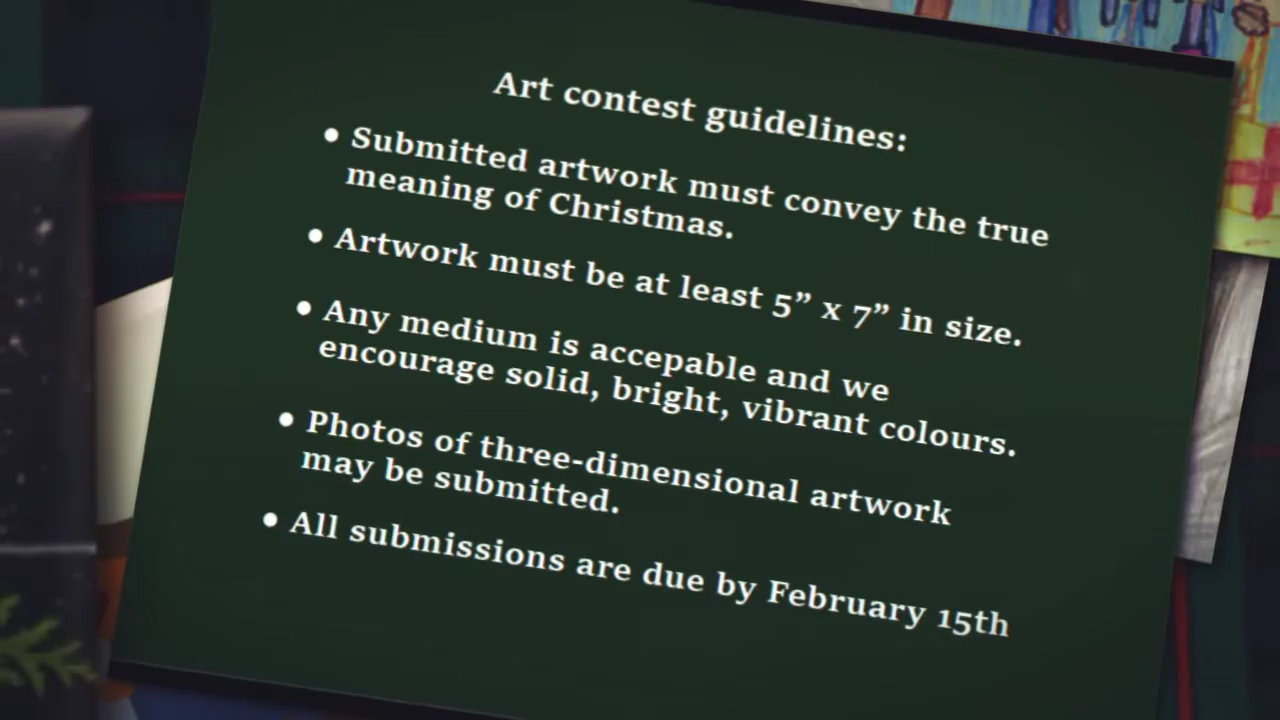 Art contest guidelines:
• Submitted artwork must convey the true
meaning of Christmas.
• Artwork must be at least 5” x 7” in size.
• Any medium is accepable and we
encourage solid, bright, vibrant colours.
• Photos of three-dimensional artwork
may be submitted.
• All submissions are due by February 15th